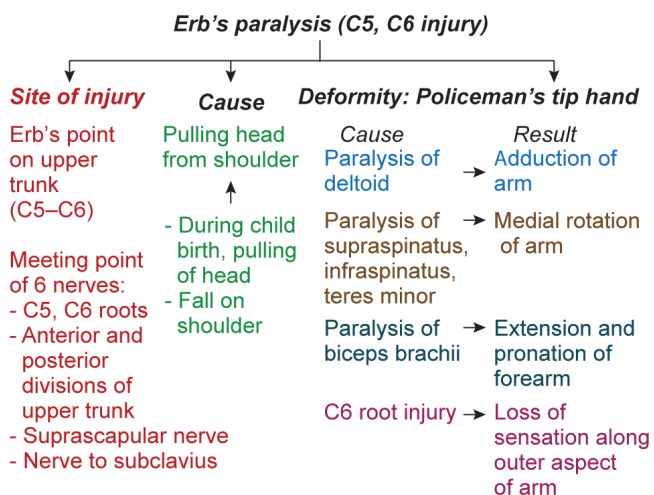 Erb's paralysis (C5, C6 injury)
Site of injury
Erb's point
on upper
trunk
(C5–C6)
Meeting point
of 6 nerves:
- C5, C6 roots
- Anterior and
posterior
divisions of
upper trunk
- Suprascapular nerve
- Nerve to subclavius
Cause
Pulling head
from shoulder
- During child
birth, pulling
of head
- Fall on
shoulder
Deformity: Policeman's tip hand
Cause
Result
Paralysis of
deltoid
Adduction of
arm
Paralysis of
supraspinatus,
infraspinatus,
teres minor
Medial rotation
of arm
Paralysis of
biceps brachii
Extension and
pronation of
forearm
C6 root injury
Loss of
sensation along
outer aspect
of arm